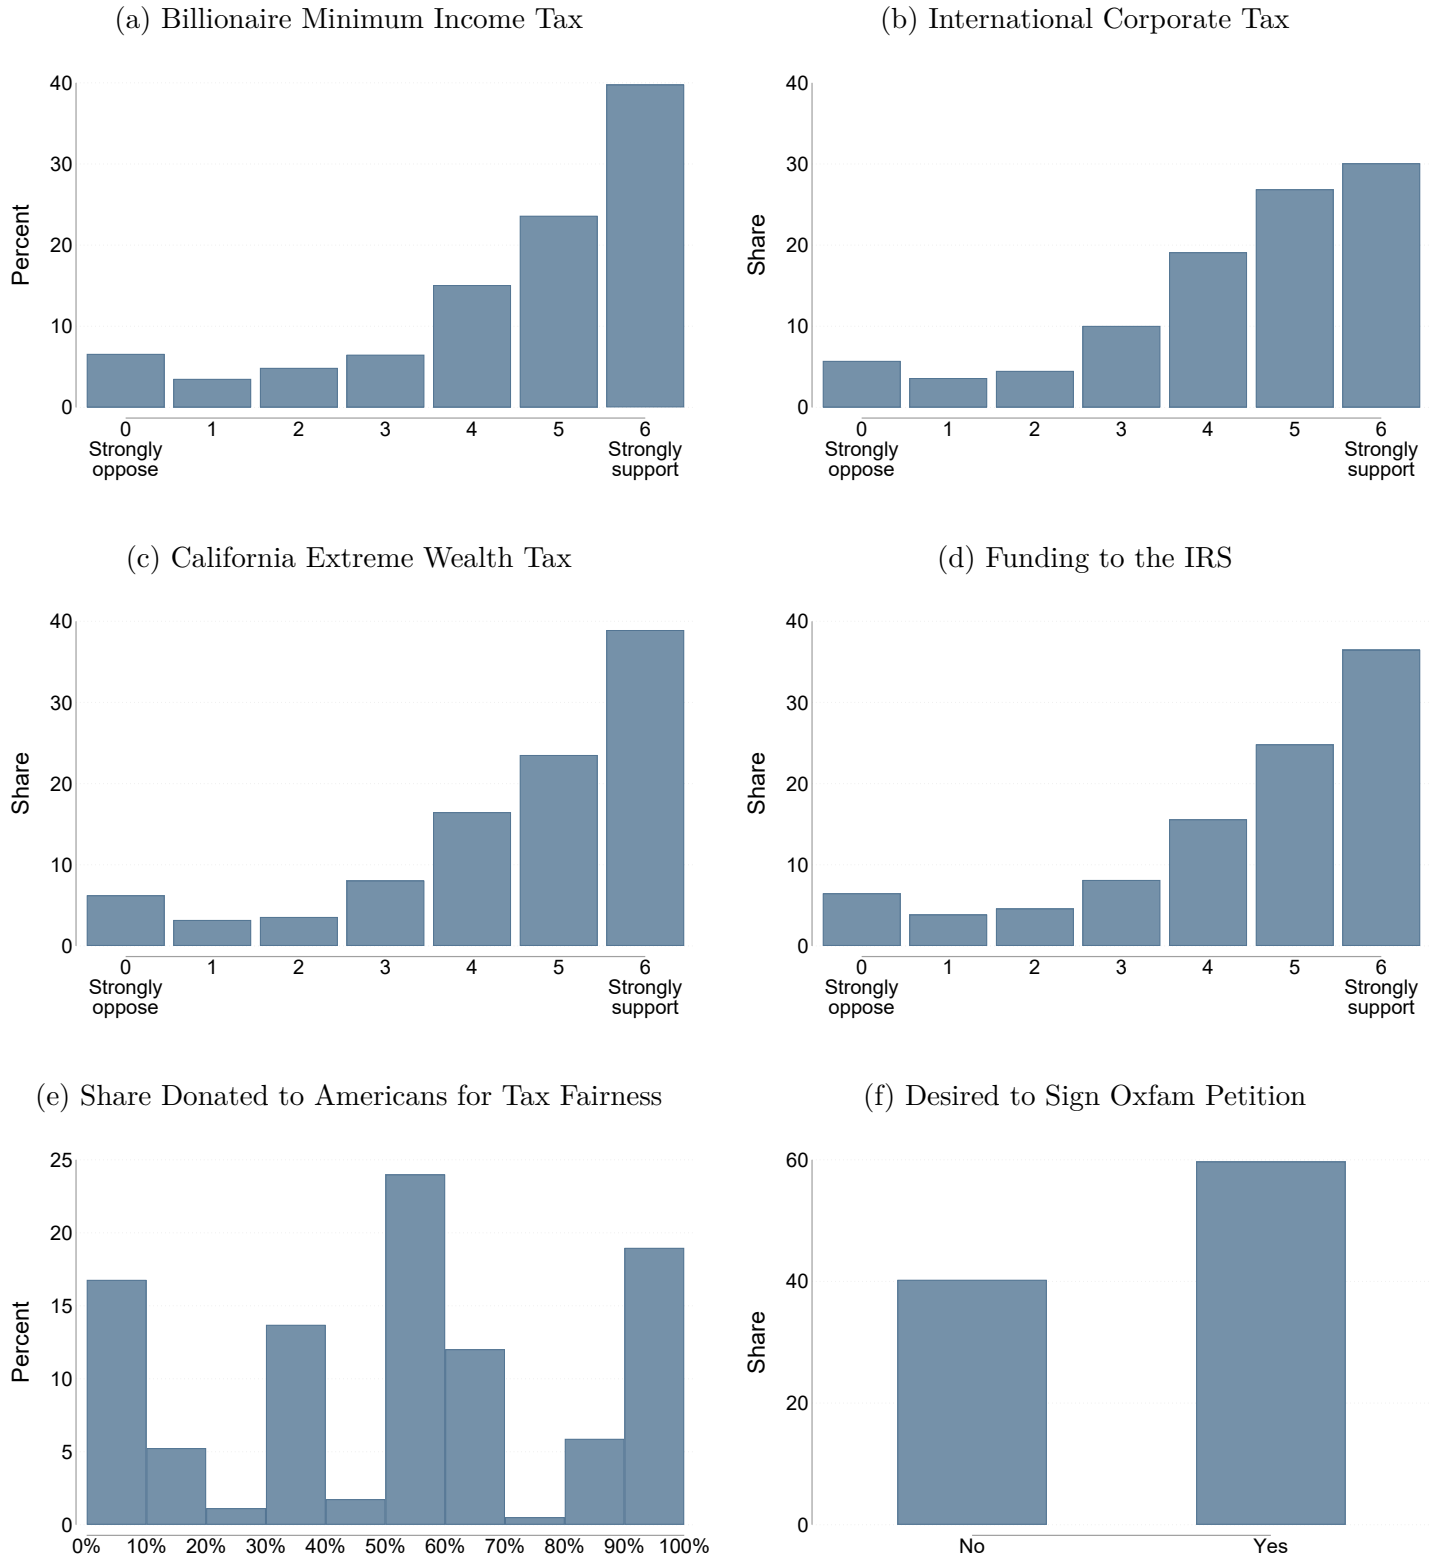 (a) Billionaire Minimum Income Tax
40
30
20
10
0
Percent
0 1 2 3 4 5 6
Strongly oppose
Strongly support
(b) International Corporate Tax
40
30
20
10
0
Share
0 1 2 3 4 5 6
Strongly oppose
Strongly support
(c) California Extreme Wealth Tax
40
30
20
10
0
Share
0 1 2 3 4 5 6
Strongly oppose
Strongly support
(d) Funding to the IRS
40
30
20
10
0
Share
0 1 2 3 4 5 6
Strongly oppose
Strongly support
(e) Share Donated to Americans for Tax Fairness
25
20
15
10
5
0
Percent
0% 10% 20% 30% 40% 50% 60% 70% 80% 90% 100%
(f) Desired to Sign Oxfam Petition
60
40
20
0
Share
No Yes